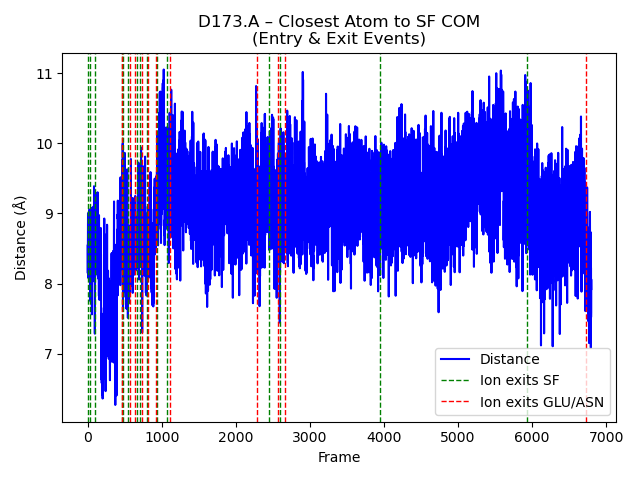 D173.A – Closest Atom to SF COM
(Entry & Exit Events)
11
10
9
8
7
Distance (Å)
Distance
Ion exits SF
Ion exits GLU/ASN
0
1000
2000
3000
4000
5000
6000
7000
Frame